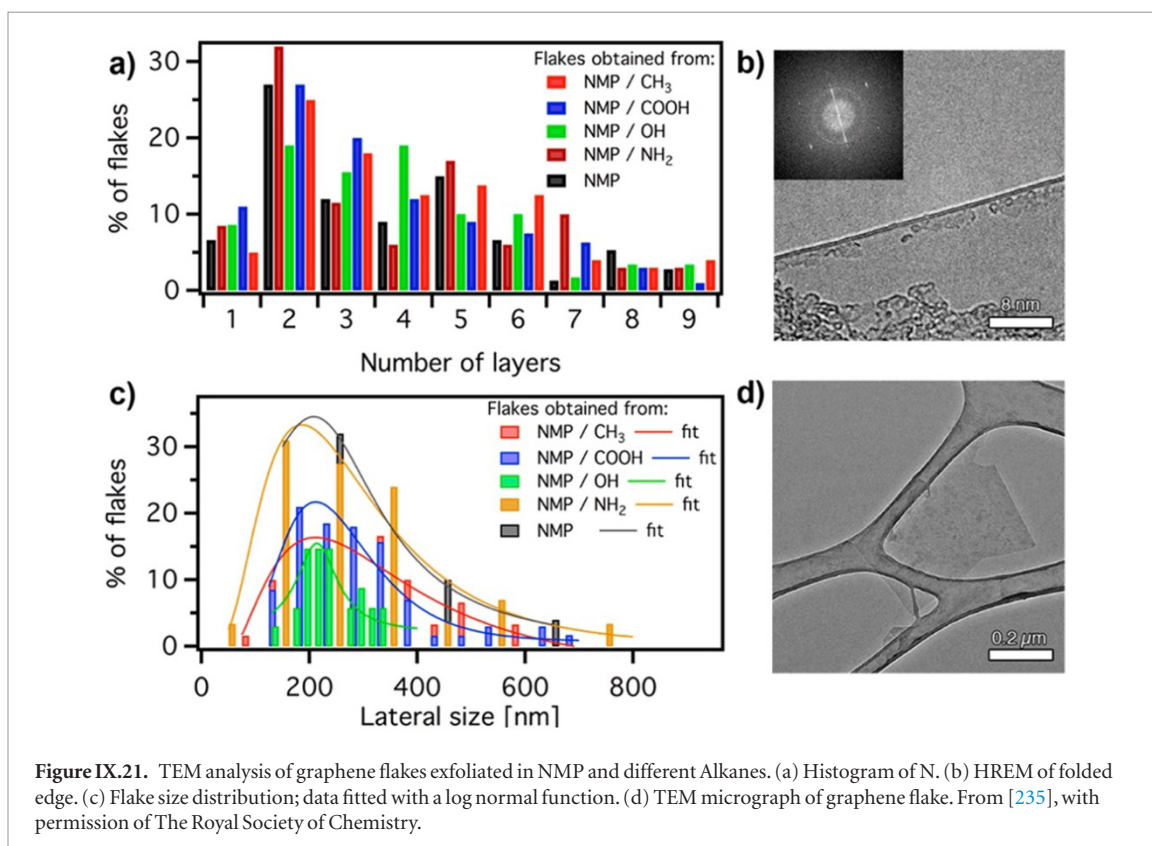 a)
% of flakes
30
20
10
0
Flakes obtained from:
NMP / CH₃
NMP / COOH
NMP / OH
NMP / NH₂
NMP
1 2 3 4 5 6 7 8 9
Number of layers
b)
8 nm
c)
% of flakes
30
20
10
0
Flakes obtained from:
NMP / CH₃ fit
NMP / COOH fit
NMP / OH fit
NMP / NH₂ fit
NMP fit
0 200 400 600 800
Lateral size [nm]
d)
0.2 µm
Figure IX.21. TEM analysis of graphene flakes exfoliated in NMP and different Alkanes. (a) Histogram of N. (b) HREM of folded
edge. (c) Flake size distribution; data fitted with a log normal function. (d) TEM micrograph of graphene flake. From [235], with
permission of The Royal Society of Chemistry.